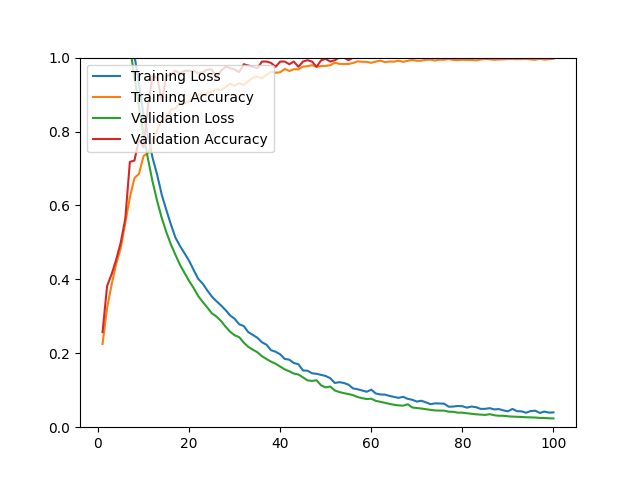 1.0
0.8
0.6
0.4
0.2
0.0
Training Loss
Training Accuracy
Validation Loss
Validation Accuracy
0 20 40 60 80 100